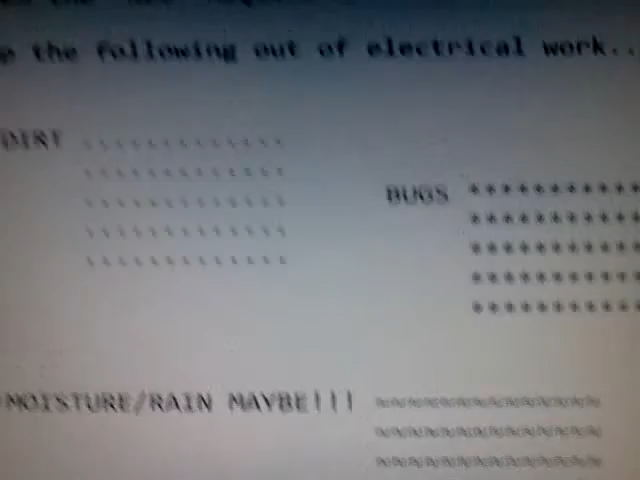 the following out of electrical work..
DIRT
BUGS ***********
***********
***********
***********
***********
MOISTURE/RAIN MAYBE!!! ~~~~~~~~~~~~~~
~~~~~~~~~~~~~~
~~~~~~~~~~~~~~